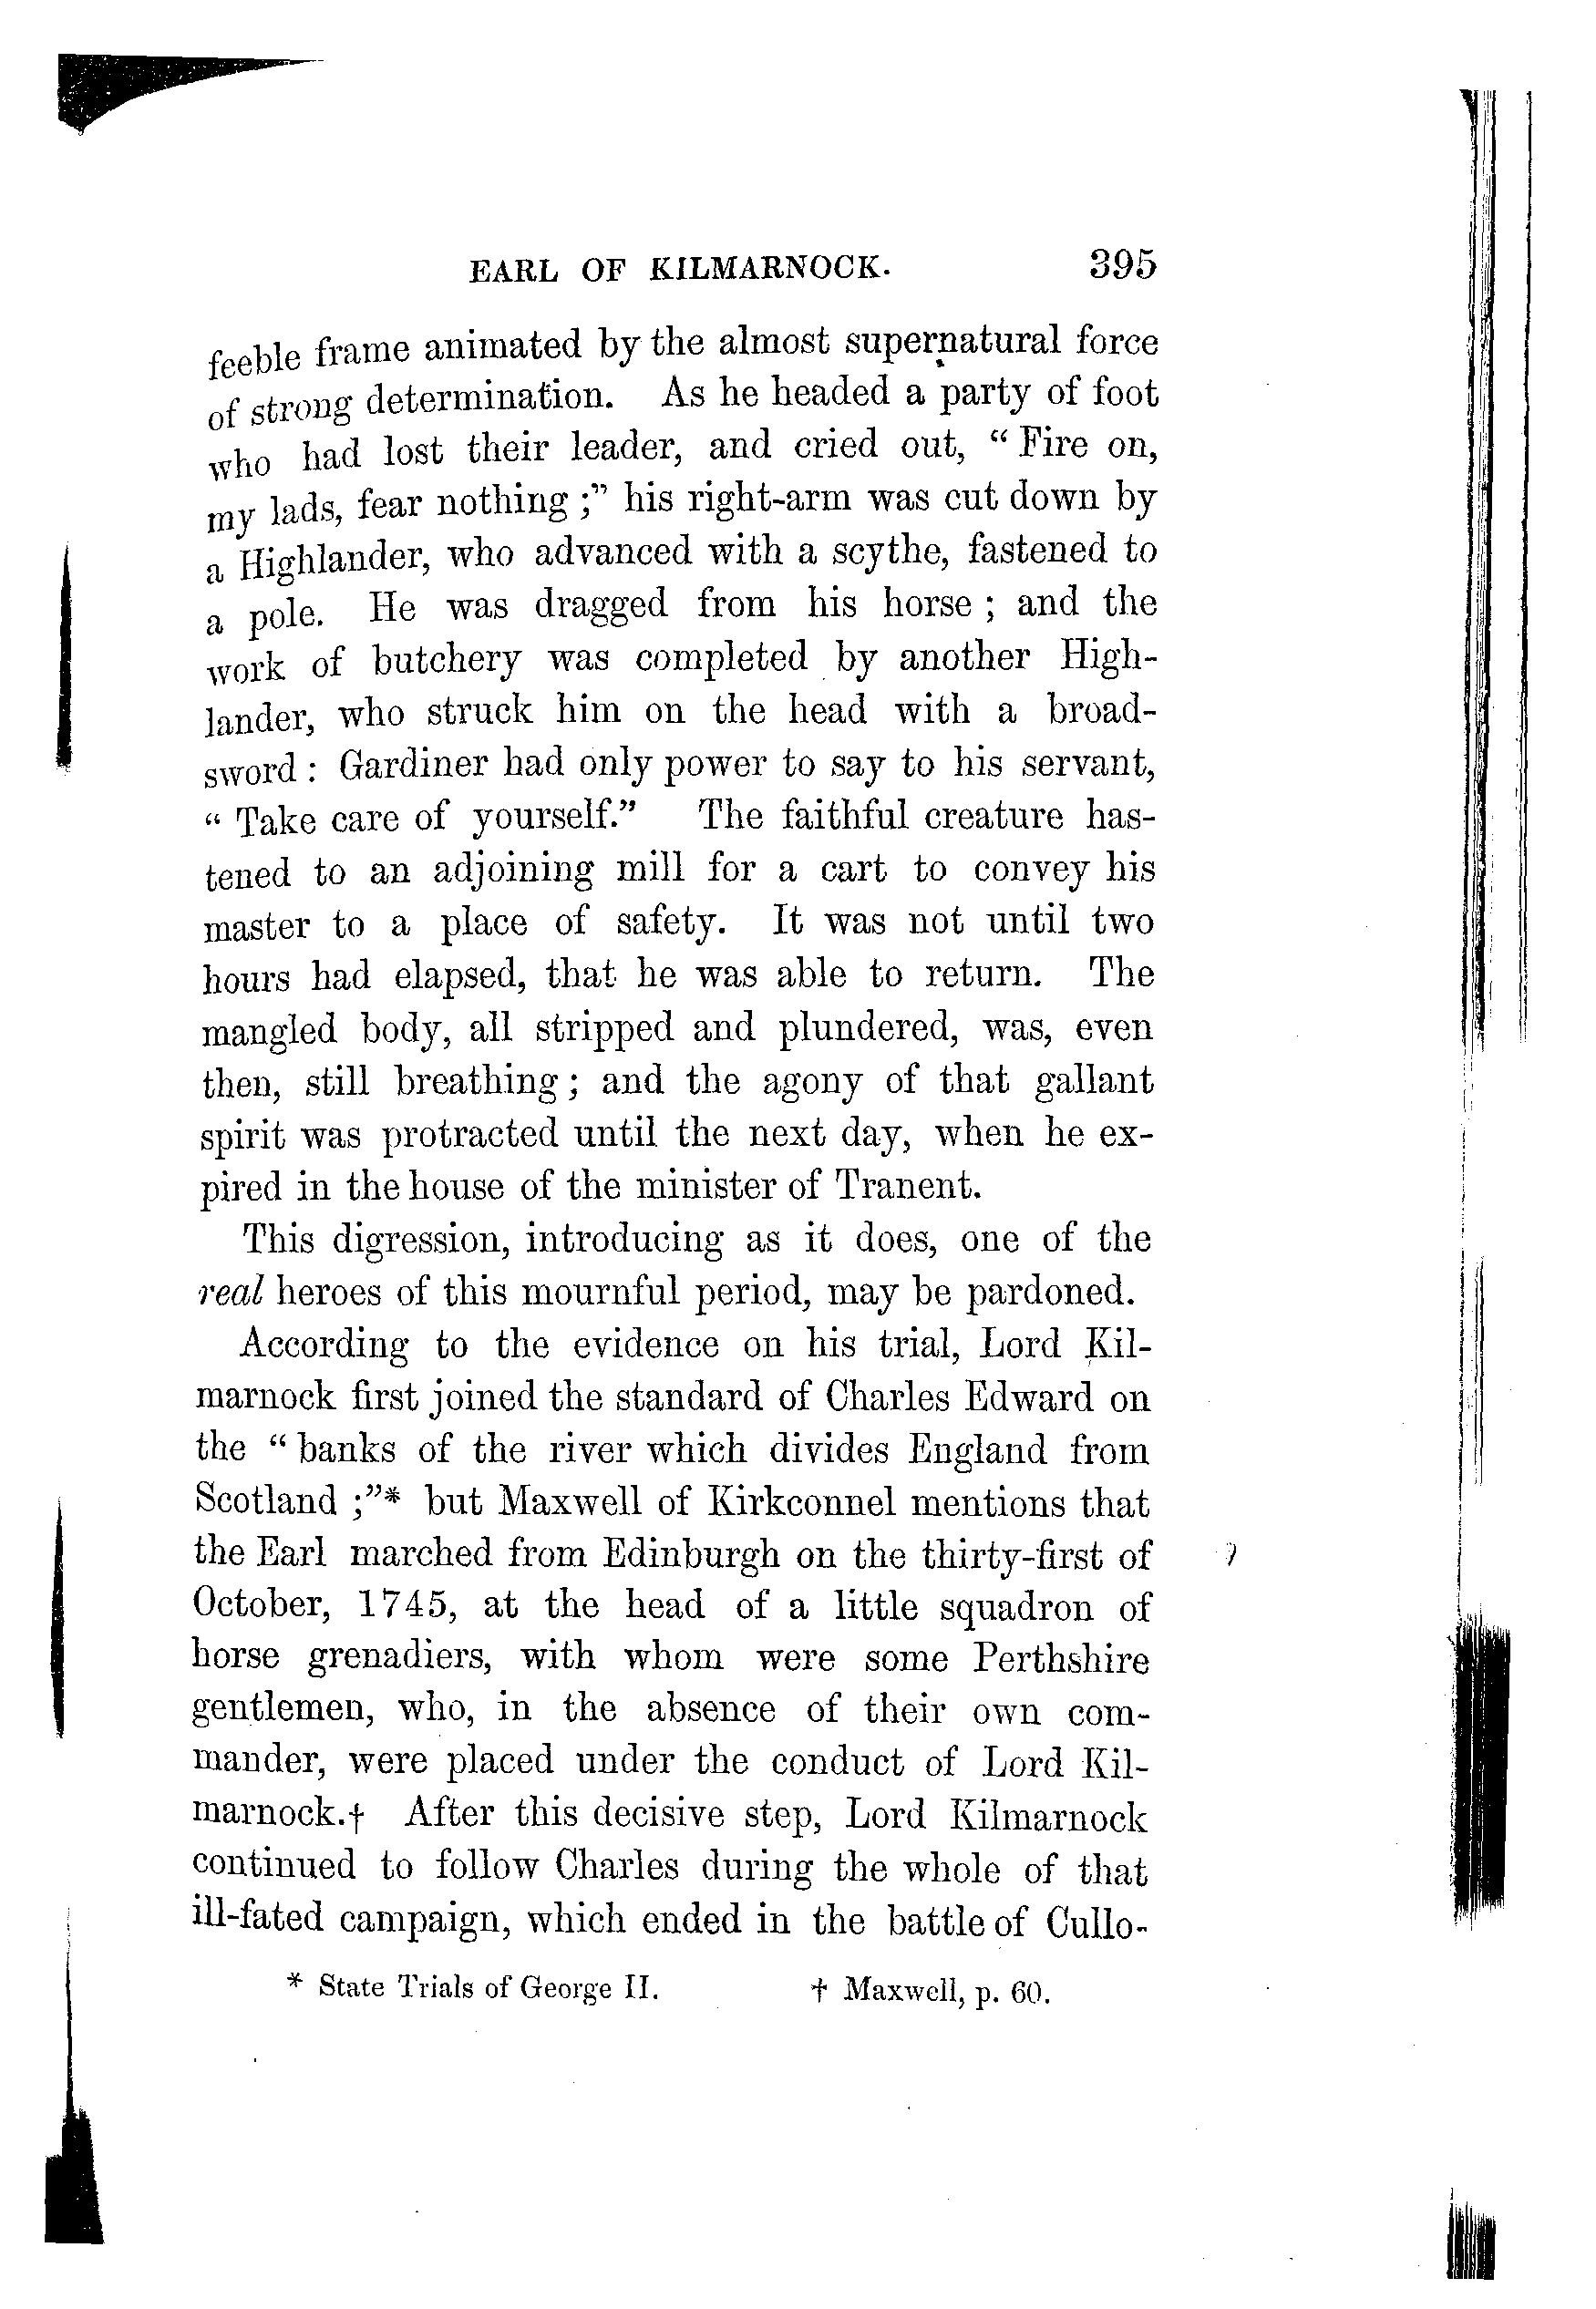 EARL OF KILMARNOCK. 395
feeble frame animated by the almost supernatural force
of strong determination. As he headed a party of foot
who had lost their leader, and cried out, “ Fire on,
my lads, fear nothing ;” his right-arm was cut down by
a Highlander, who advanced with a scythe, fastened to
a pole. He was dragged from his horse ; and the
work of butchery was completed by another High-
lander, who struck him on the head with a broad-
sword : Gardiner had only power to say to his servant,
“ Take care of yourself.” The faithful creature has-
tened to an adjoining mill for a cart to convey his
master to a place of safety. It was not until two
hours had elapsed, that he was able to return. The
mangled body, all stripped and plundered, was, even
then, still breathing ; and the agony of that gallant
spirit was protracted until the next day, when he ex-
pired in the house of the minister of Tranent.
This digression, introducing as it does, one of the
real heroes of this mournful period, may be pardoned.
According to the evidence on his trial, Lord Kil-
marnock first joined the standard of Charles Edward on
the “ banks of the river which divides England from
Scotland ;”* but Maxwell of Kirkconnel mentions that
the Earl marched from Edinburgh on the thirty-first of
October, 1745, at the head of a little squadron of
horse grenadiers, with whom were some Perthshire
gentlemen, who, in the absence of their own com-
mander, were placed under the conduct of Lord Kil-
marnock.† After this decisive step, Lord Kilmarnock
continued to follow Charles during the whole of that
ill-fated campaign, which ended in the battle of Cullo-
* State Trials of George II. † Maxwell, p. 60.